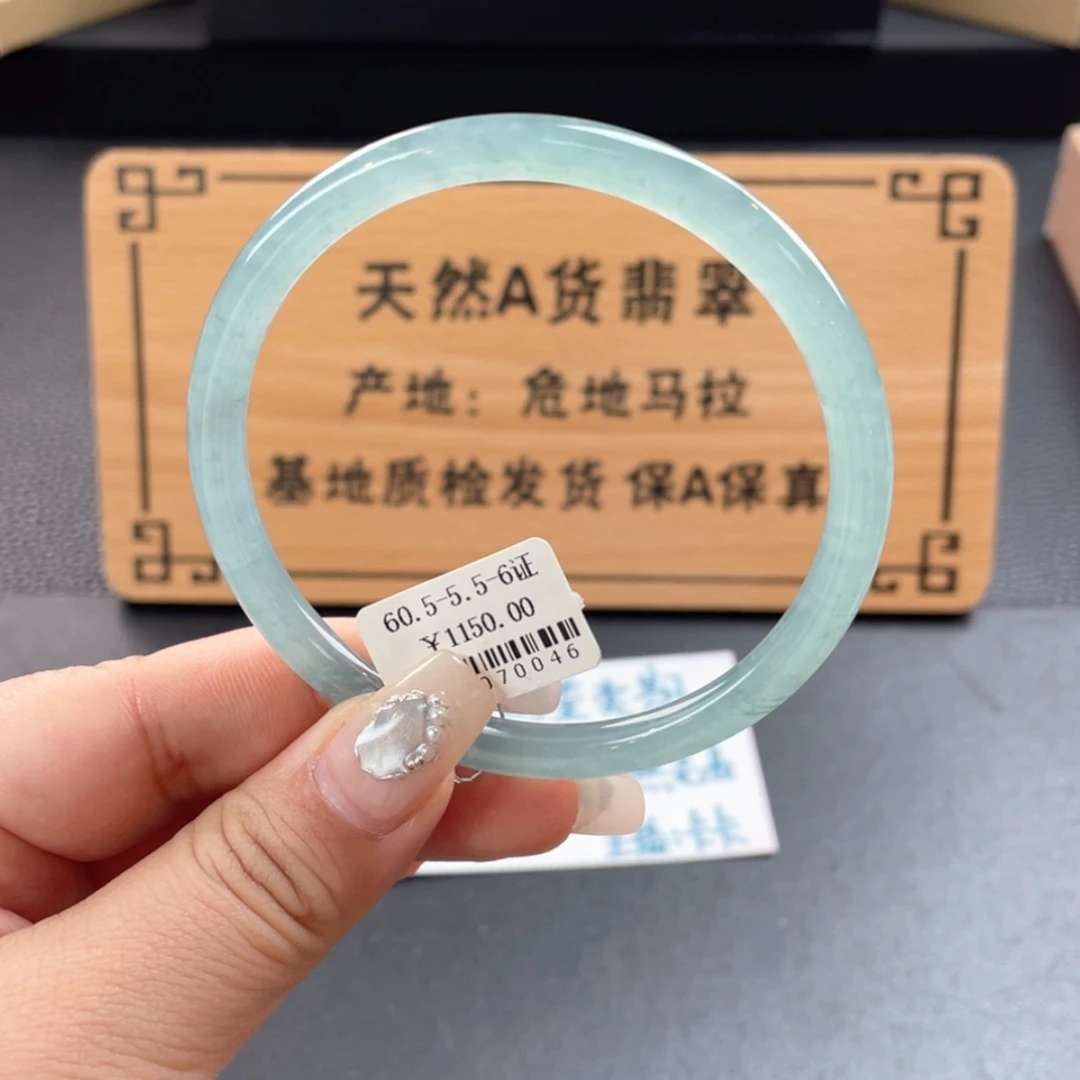 天然A货翡翠
产地：危地马拉
基地质检发货 保A保真
60.5-5.5-6证
￥1150.00
070046